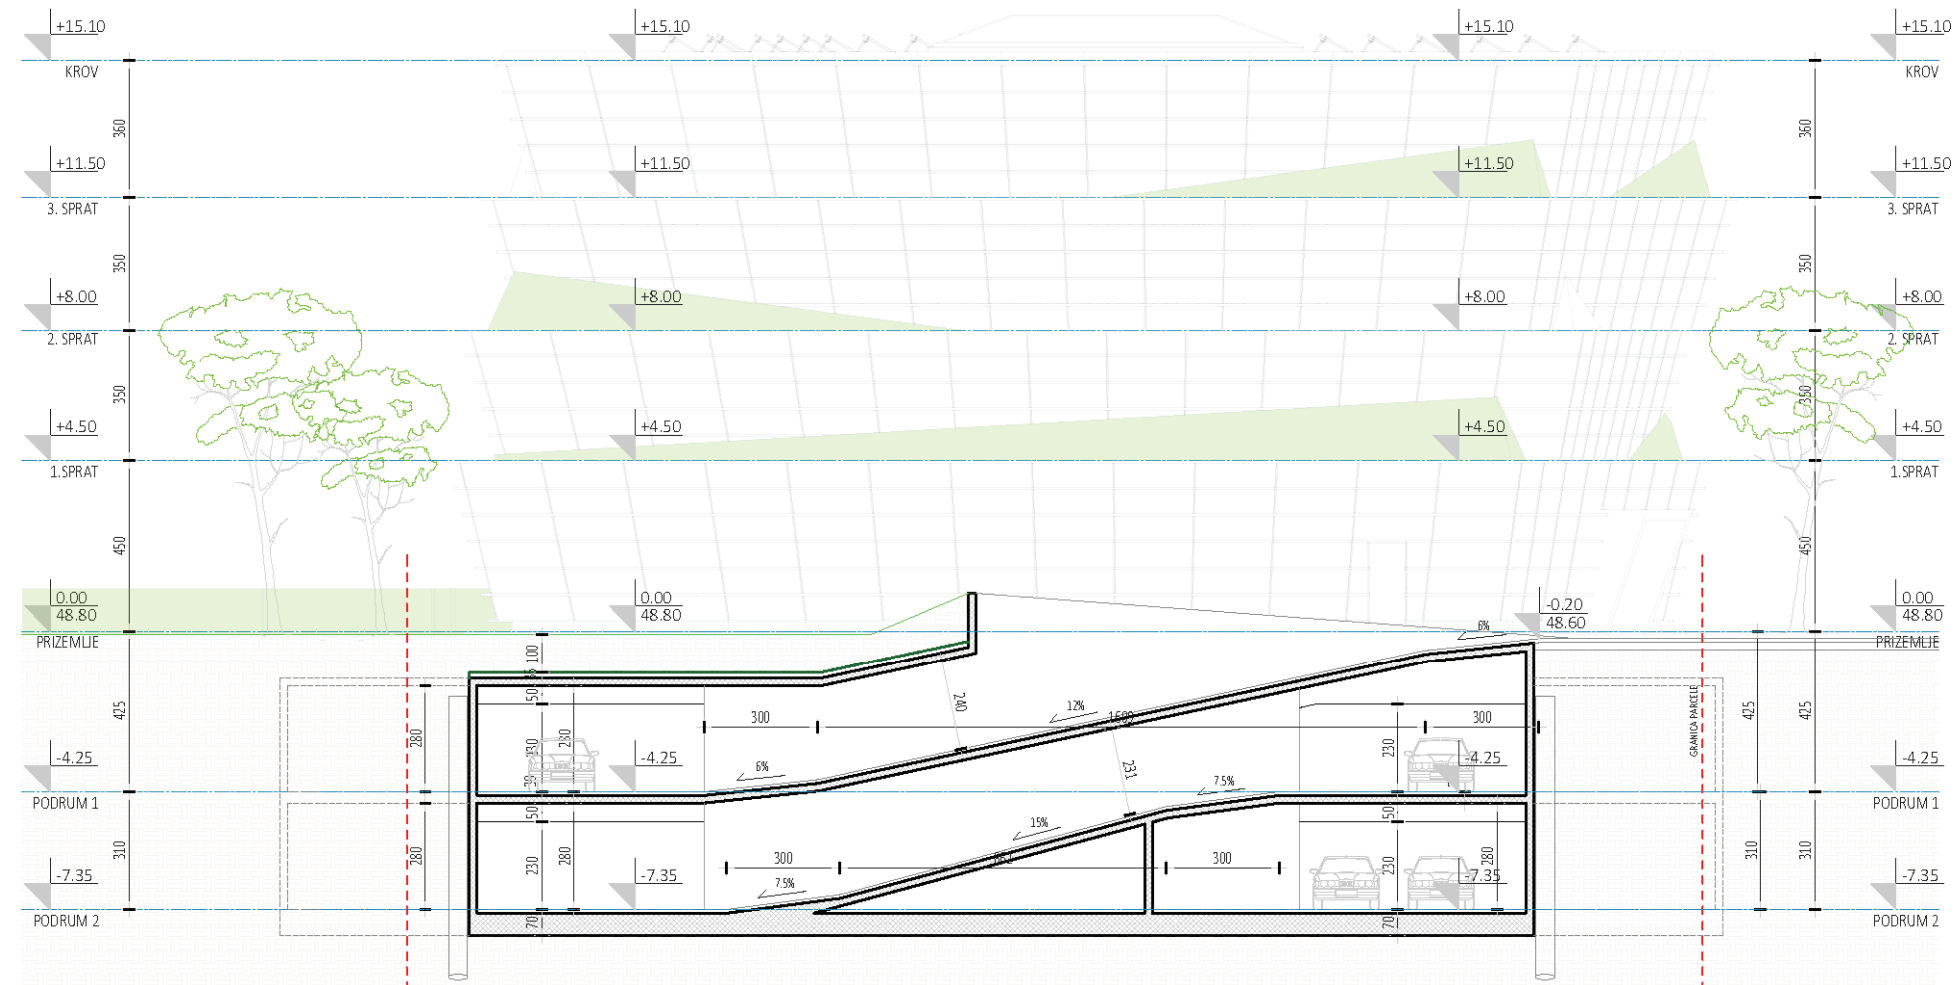 +15.10 +15.10 +15.10 +15.10
KROV KROV
360 360
+11.50 +11.50 +11.50 +11.50
3. SPRAT 3. SPRAT
350 350
+8.00 +8.00 +8.00 +8.00
2. SPRAT 2. SPRAT
350 350
+4.50 +4.50 +4.50 +4.50
1.SPRAT 1.SPRAT
450 450
0.00 0.00 -0.20 0.00
48.80 48.80 48.60 48.80
6%
PRIZEMLJE PRIZEMLJE
100
50
240
12%
300 300
425 425 425
GRANICA PARCELE
280 230 280 230
-4.25 -4.25 -4.25 -4.25
6% 231 7.5%
PODRUM 1 PODRUM 1
50 50
15%
310 310 310
280 230 280 300 300 230 280
-7.35 -7.35 -7.35 -7.35
7.5%
PODRUM 2 PODRUM 2
70 70